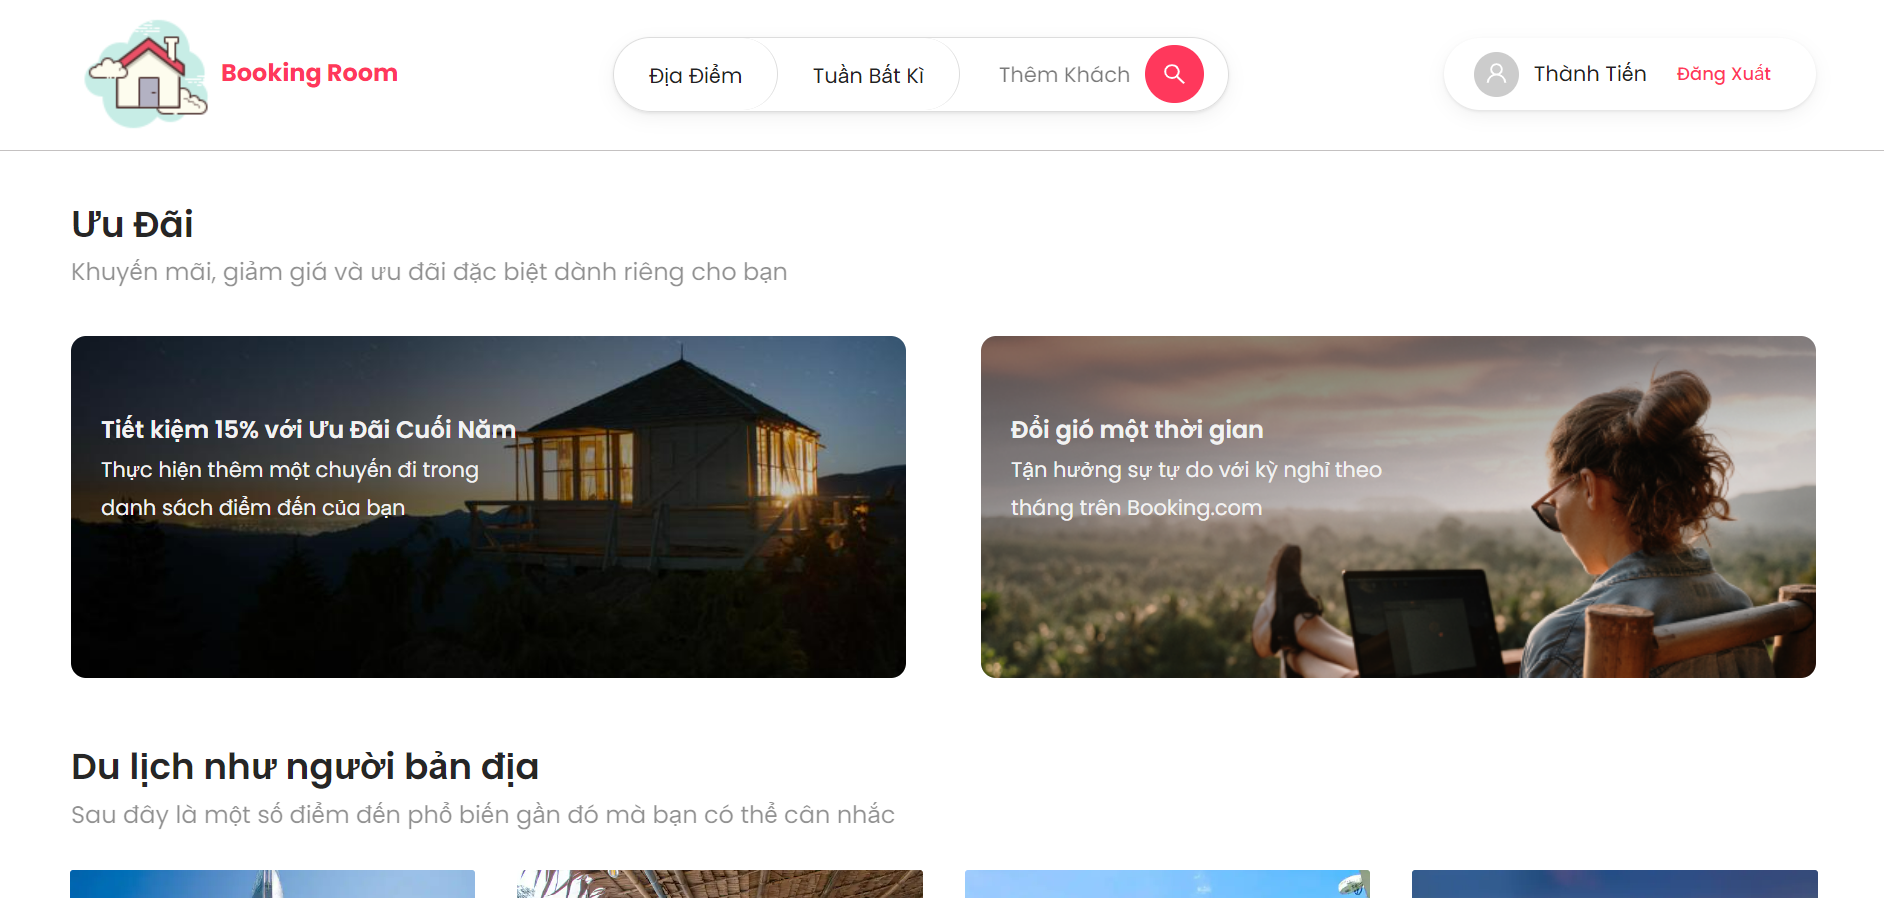 Booking Room
Địa Điểm
Tuần Bất Kì
Thêm Khách
Thành Tiến
Đăng Xuất
Ưu Đãi
Khuyến mãi, giảm giá và ưu đãi đặc biệt dành riêng cho bạn
Tiết kiệm 15% với Ưu Đãi Cuối Năm
Thực hiện thêm một chuyến đi trong
danh sách điểm đến của bạn
Đổi gió một thời gian
Tận hưởng sự tự do với kỳ nghỉ theo
tháng trên Booking.com
Du lịch như người bản địa
Sau đây là một số điểm đến phổ biến gần đó mà bạn có thể cân nhắc